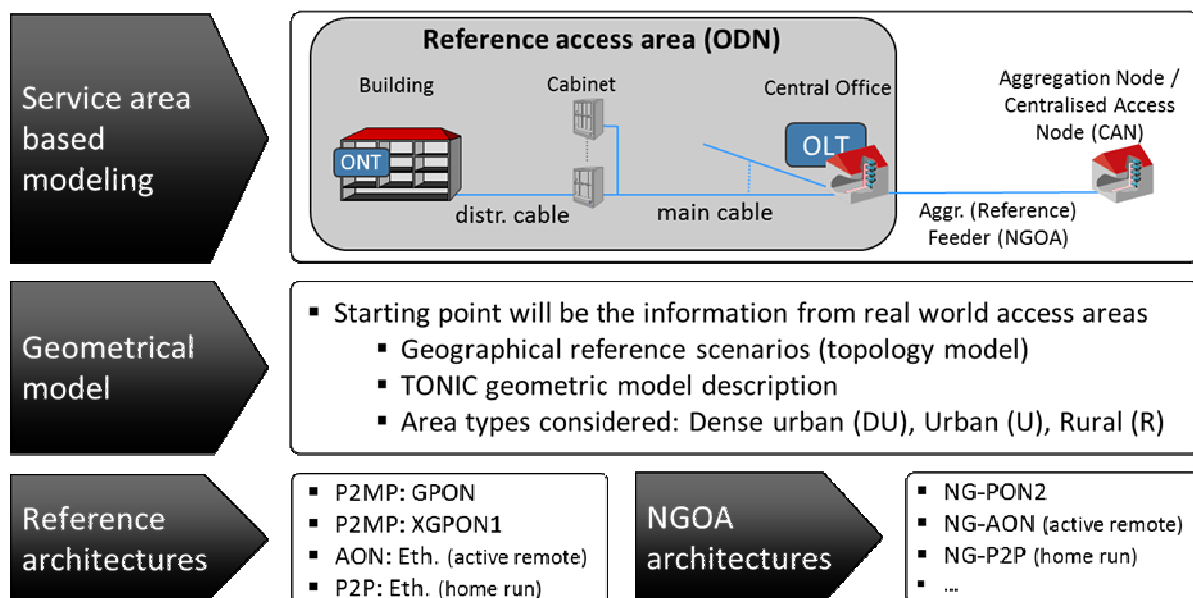 Service area
based
modeling
Reference access area (ODN)
Building
Cabinet
Central Office
Aggregation Node /
Centralised Access
Node (CAN)
ONT
OLT
distr. cable
main cable
Aggr. (Reference)
Feeder (NGOA)
Geometrical
model
▪ Starting point will be the information from real world access areas
▪ Geographical reference scenarios (topology model)
▪ TONIC geometric model description
▪ Area types considered: Dense urban (DU), Urban (U), Rural (R)
Reference
architectures
▪ P2MP: GPON
▪ P2MP: XGPON1
▪ AON: Eth. (active remote)
▪ P2P: Eth. (home run)
NGOA
architectures
▪ NG-PON2
▪ NG-AON (active remote)
▪ NG-P2P (home run)
▪ ...